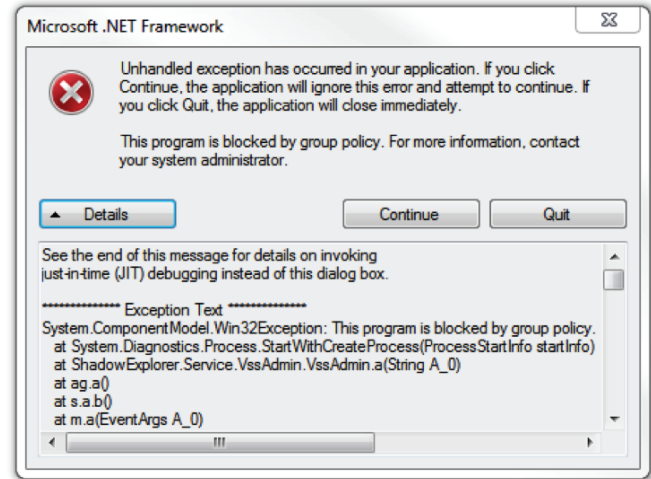 Microsoft .NET Framework
Unhandled exception has occurred in your application. If you click
Continue, the application will ignore this error and attempt to continue. If
you click Quit, the application will close immediately.
This program is blocked by group policy. For more information, contact
your system administrator.
Details
Continue
Quit
See the end of this message for details on invoking
just-in-time (JIT) debugging instead of this dialog box.
************** Exception Text **************
System.ComponentModel.Win32Exception: This program is blocked by group policy.
at System.Diagnostics.Process.StartWithCreateProcess(ProcessStartInfo startInfo)
at ShadowExplorer.Service.VssAdmin.VssAdmin.a(String A_0)
at ag.a()
at s.a.b()
at m.a(EventArgs A_0)